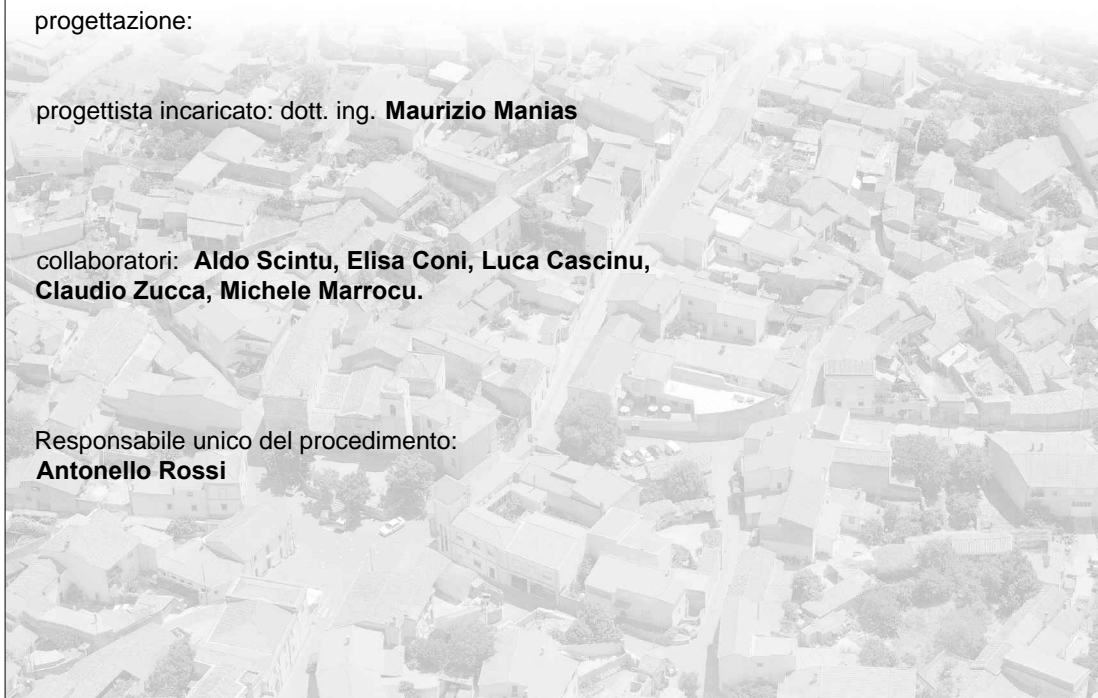 progettazione:
progettista incaricato: dott. ing. Maurizio Manias
collaboratori: Aldo Scintu, Elisa Coni, Luca Cascinu,
Claudio Zucca, Michele Marrocu.
Responsabile unico del procedimento:
Antonello Rossi